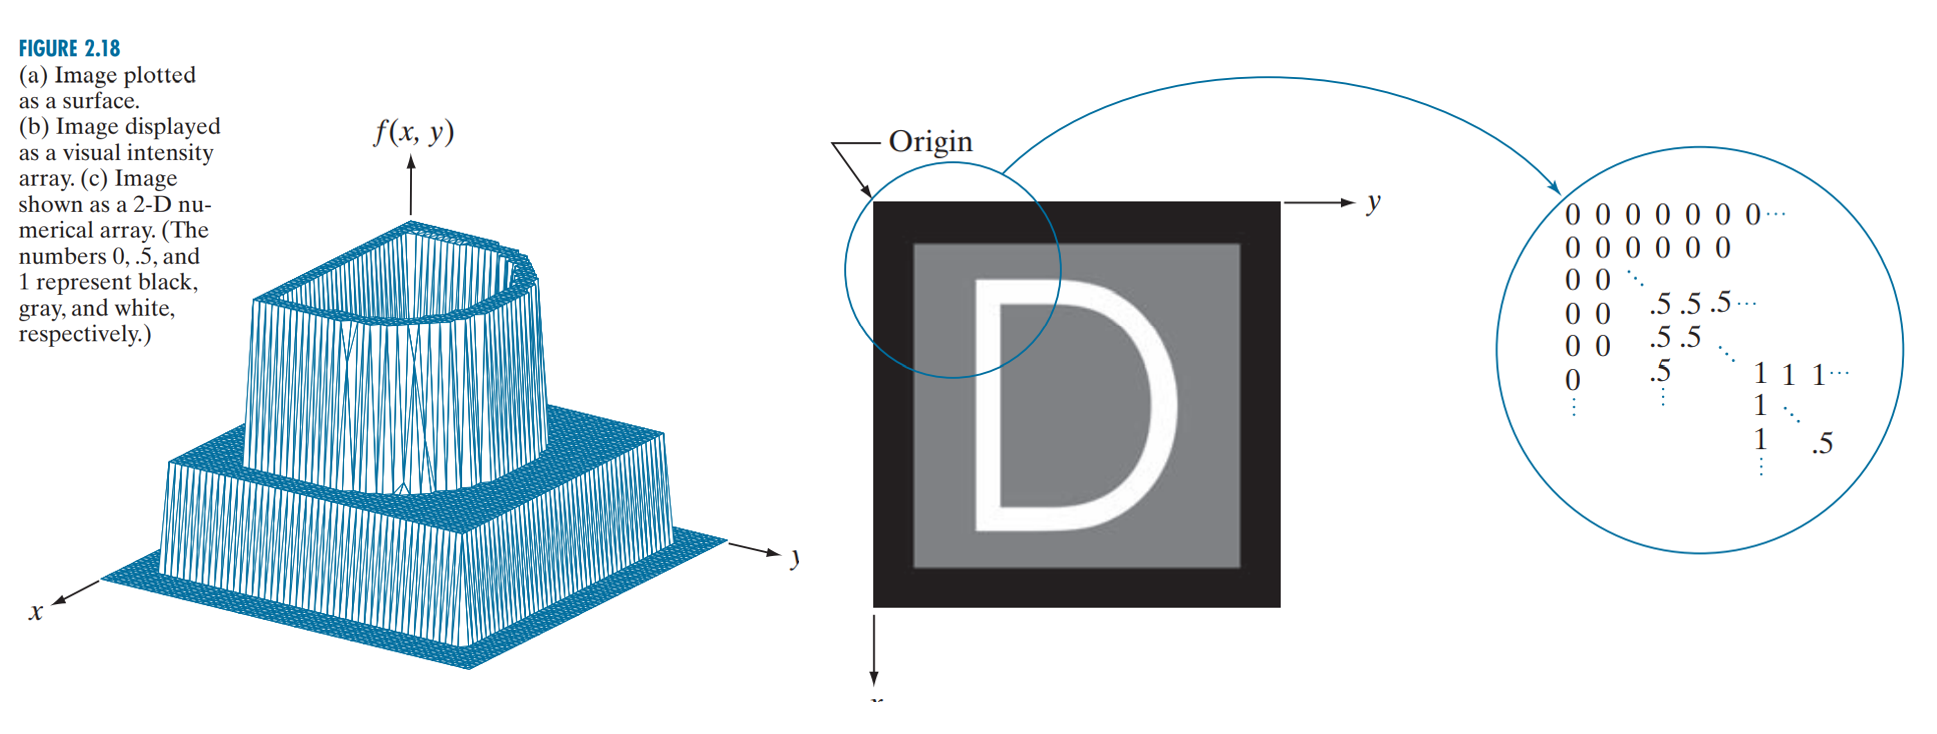 FIGURE 2.18
(a) Image plotted
as a surface.
(b) Image displayed
as a visual intensity
array. (c) Image
shown as a 2-D nu-
merical array. (The
numbers 0, .5, and
1 represent black,
gray, and white,
respectively.)
f(x, y)
x
y
Origin
y
D
0 0 0 0 0 0 0 ···
0 0 0 0 0 0
0 0 ⋱
0 0 .5 .5 .5 ···
0 0 .5 .5 ⋱
0 .5 1 1 1 ···
⋮ ⋮ 1 ⋱
1 .5
⋮